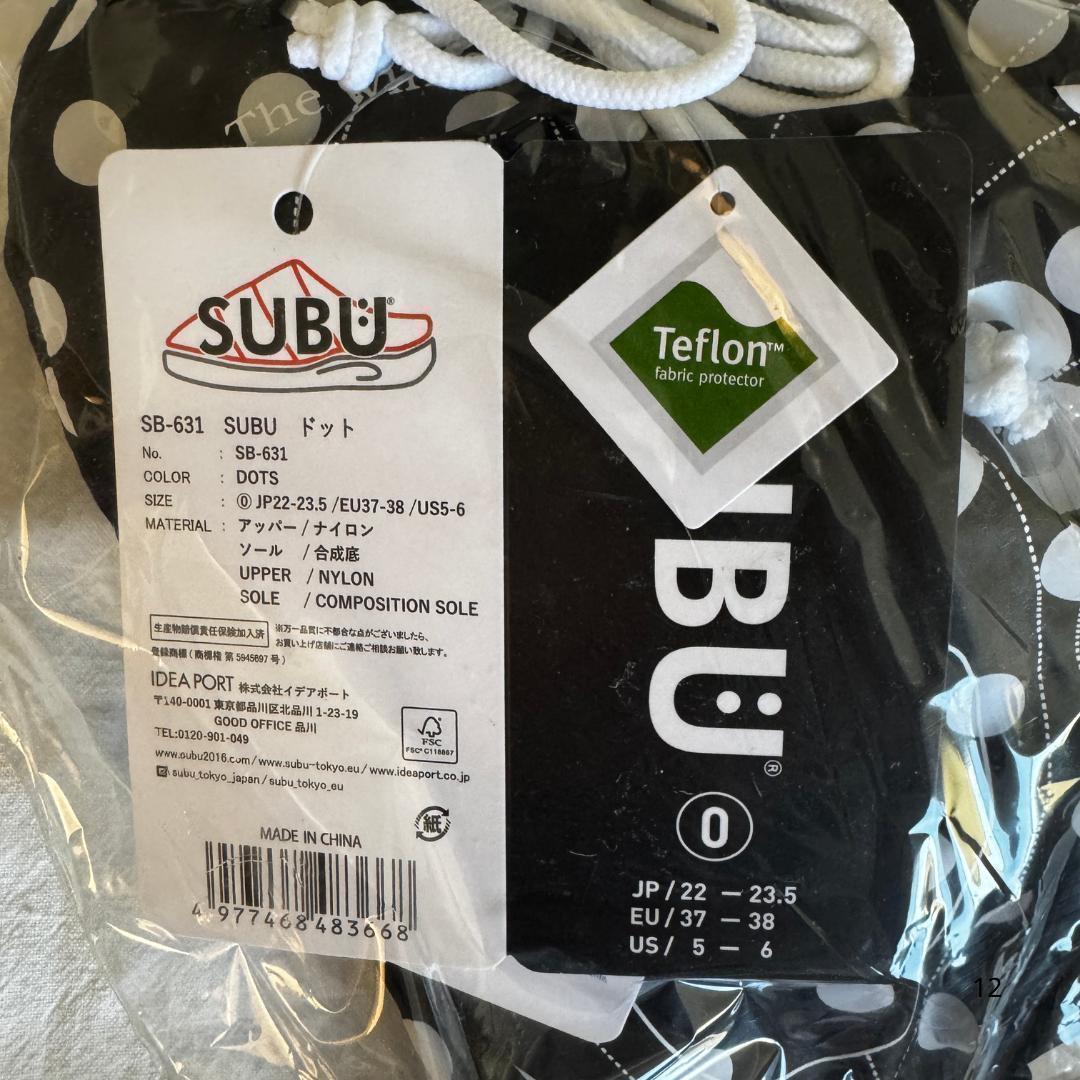 The Wh
SUBU®
SB-631 SUBU ドット
No. : SB-631
COLOR : DOTS
SIZE : ⓪ JP22-23.5 /EU37-38 /US5-6
MATERIAL : アッパー/ナイロン
ソール /合成底
UPPER /NYLON
SOLE /COMPOSITION SOLE
生産物賠償責任保険加入済
※万一品質に不都合な点がございましたら、
お買い上げ店舗にご連絡ご相談お願い致します。
登録商標(商標権 第5945697号)
IDEA PORT 株式会社イデアポート
〒140-0001 東京都品川区北品川 1-23-19
GOOD OFFICE 品川
TEL:0120-901-049
www.subu2016.com/www.subu-tokyo.eu/www.ideaport.co.jp
subu_tokyo_japan/subu_tokyo_eu
FSC
FSC® C118867
紙
MADE IN CHINA
4 977468 483668
Teflon™
fabric protector
UBU®
0
JP / 22 — 23.5
EU / 37 — 38
US / 5 — 6
12